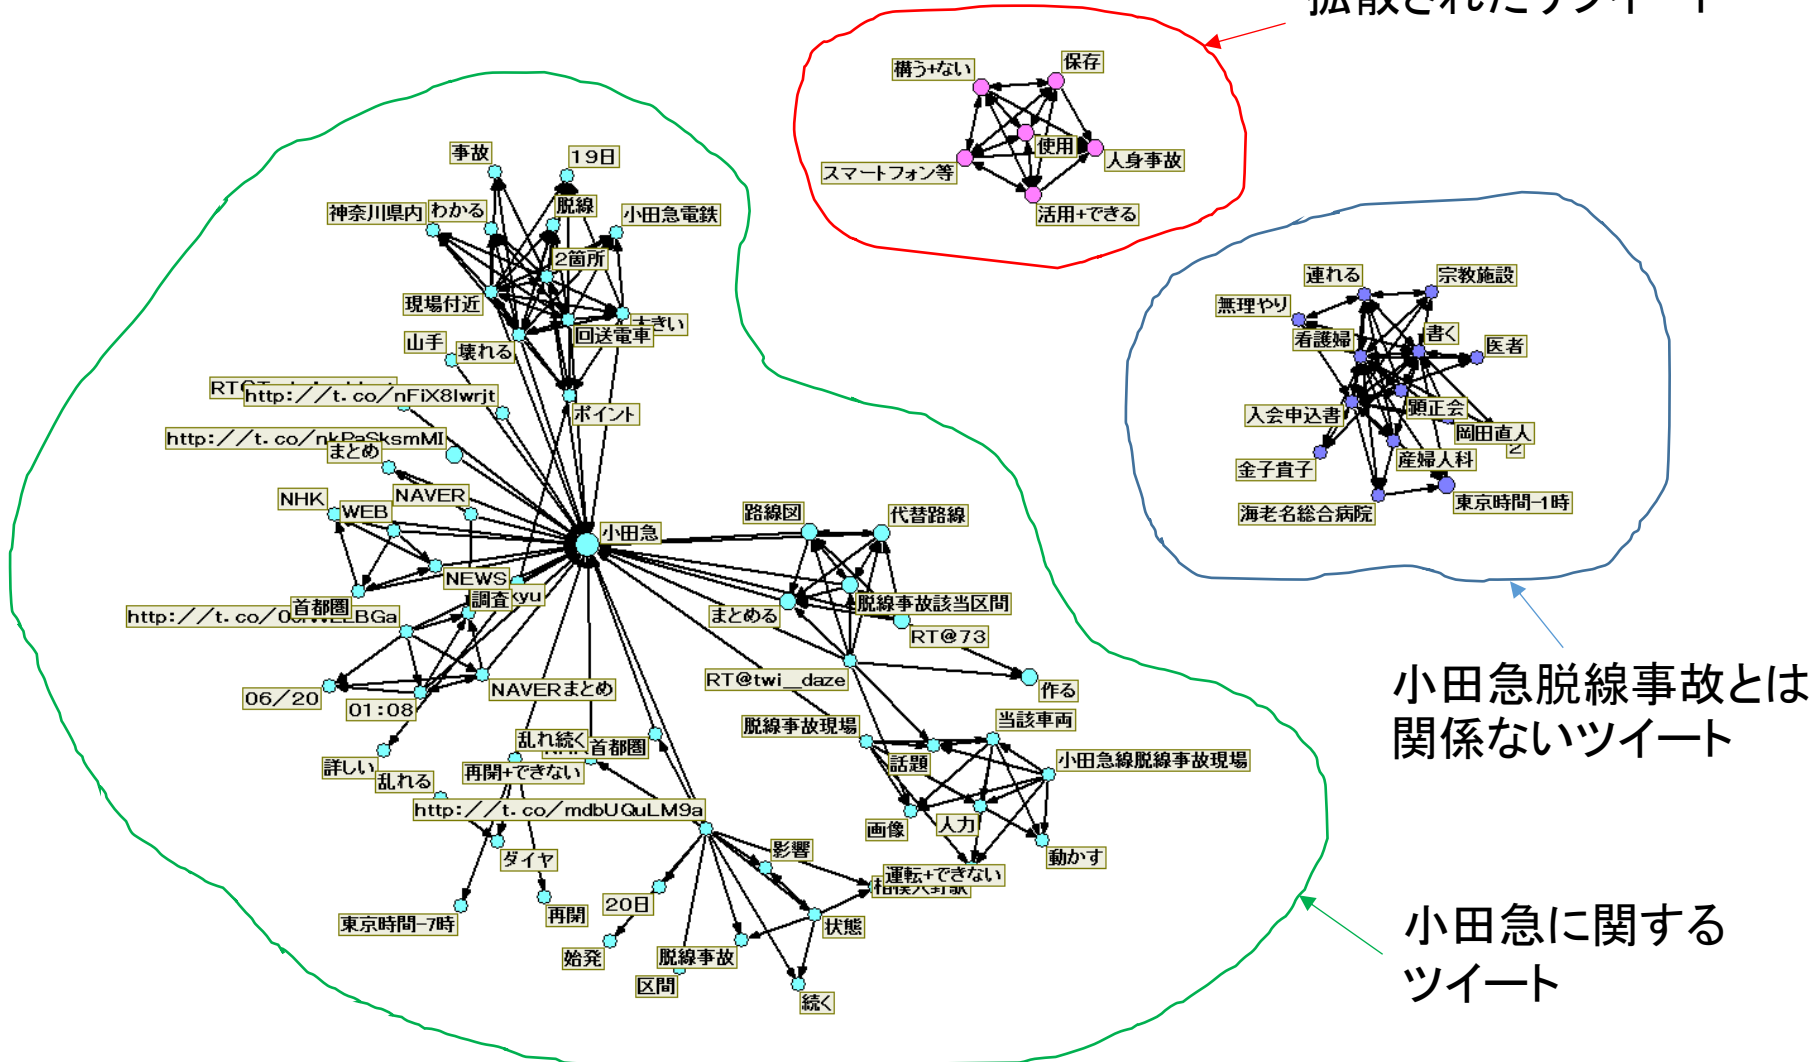 構う+ない
保存
使用
人身事故
スマートフォン等
活用+できる
事故
19日
神奈川県内
わかる
脱線
小田急電鉄
2箇所
現場付近
回送電車
きい
山手
壊れる
http://t.co/nFiX8Iwrjt
ポイント
まとめ
NHK
WEB
NAVER
小田急
NEWS
調査
kyu
首都圏
NAVERまとめ
06/20
01:08
詳しい
乱れる
乱れ続く
首都圏
再開+できない
http://t.co/mdbUQuLM9a
ダイヤ
東京時間-7時
再開
20日
始発
区間
脱線事故
影響
状態
続く
運転+できない
路線図
代替路線
まとめる
脱線事故該当区間
RT@73
RT@twi_daze
作る
脱線事故現場
当該車両
話題
小田急線脱線事故現場
画像
人力
動かす
連れる
宗教施設
無理やり
看護婦
書く
医者
入会申込書
顕正会
岡田直人
2
金子貴子
産婦人科
海老名総合病院
東京時間-1時
小田急脱線事故とは
関係ないツイート
小田急に関する
ツイート